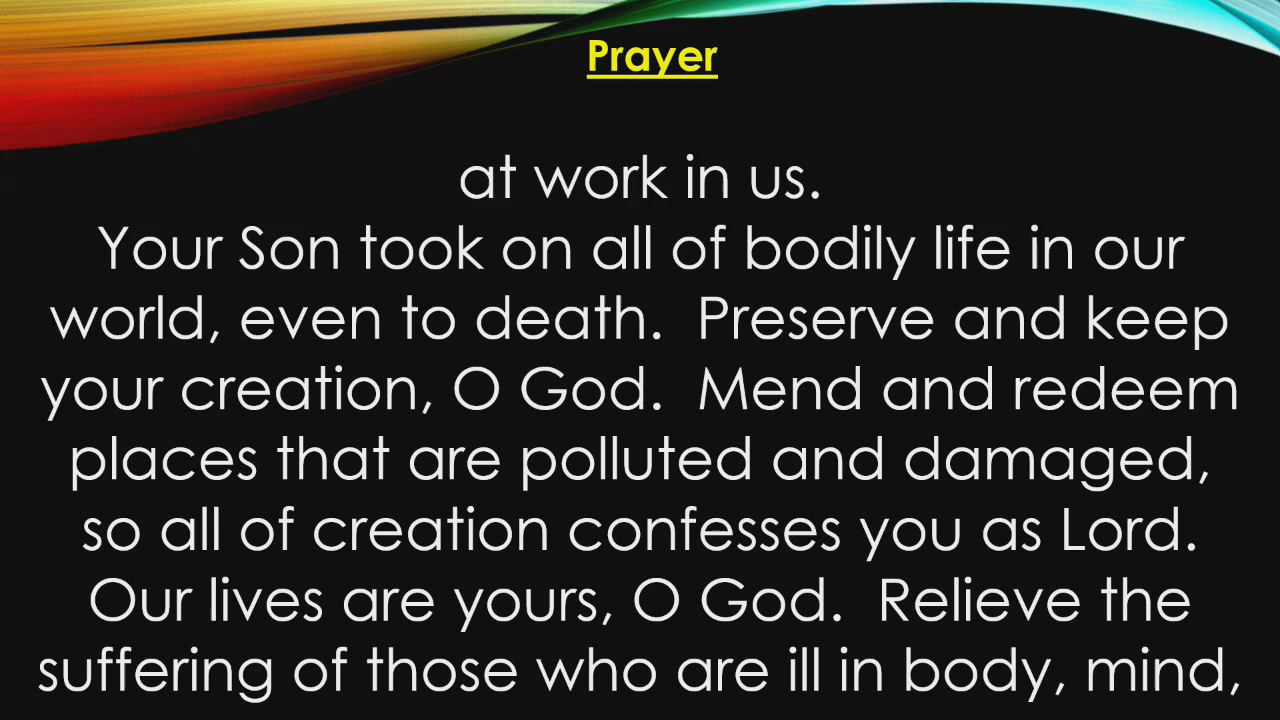 Prayer
at work in us.
Your Son took on all of bodily life in our
world, even to death.  Preserve and keep
your creation, O God.  Mend and redeem
places that are polluted and damaged,
so all of creation confesses you as Lord.
Our lives are yours, O God.  Relieve the
suffering of those who are ill in body, mind,